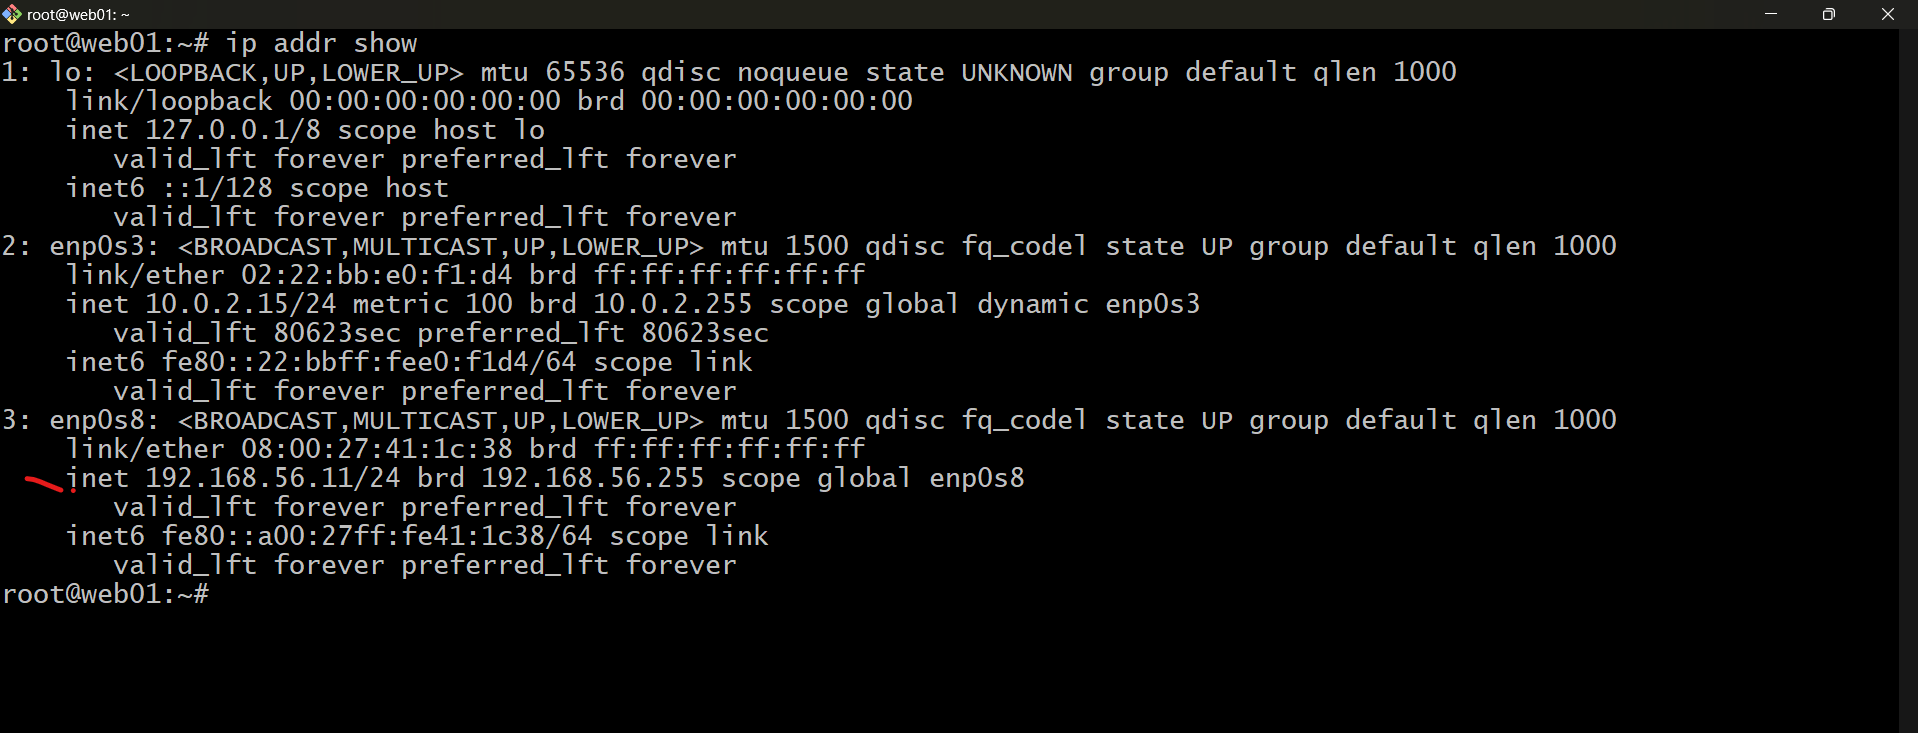 root@web01: ~
root@web01:~# ip addr show
1: lo: <LOOPBACK,UP,LOWER_UP> mtu 65536 qdisc noqueue state UNKNOWN group default qlen 1000
    link/loopback 00:00:00:00:00:00 brd 00:00:00:00:00:00
    inet 127.0.0.1/8 scope host lo
       valid_lft forever preferred_lft forever
    inet6 ::1/128 scope host
       valid_lft forever preferred_lft forever
2: enp0s3: <BROADCAST,MULTICAST,UP,LOWER_UP> mtu 1500 qdisc fq_codel state UP group default qlen 1000
    link/ether 02:22:bb:e0:f1:d4 brd ff:ff:ff:ff:ff:ff
    inet 10.0.2.15/24 metric 100 brd 10.0.2.255 scope global dynamic enp0s3
       valid_lft 80623sec preferred_lft 80623sec
    inet6 fe80::22:bbff:fee0:f1d4/64 scope link
       valid_lft forever preferred_lft forever
3: enp0s8: <BROADCAST,MULTICAST,UP,LOWER_UP> mtu 1500 qdisc fq_codel state UP group default qlen 1000
    link/ether 08:00:27:41:1c:38 brd ff:ff:ff:ff:ff:ff
    inet 192.168.56.11/24 brd 192.168.56.255 scope global enp0s8
       valid_lft forever preferred_lft forever
    inet6 fe80::a00:27ff:fe41:1c38/64 scope link
       valid_lft forever preferred_lft forever
root@web01:~#